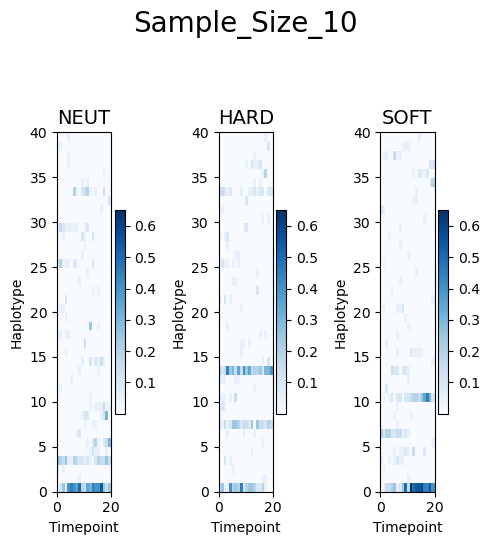 Sample_Size_10
NEUT HARD SOFT
40 40 40
35 35 35
30 30 30
25 25 25
20 20 20
15 15 15
10 10 10
5 5 5
0 0 0
0.6 0.6 0.6
0.5 0.5 0.5
0.4 0.4 0.4
0.3 0.3 0.3
0.2 0.2 0.2
0.1 0.1 0.1
Haplotype Haplotype Haplotype
0 20 0 20 0 20
Timepoint Timepoint Timepoint